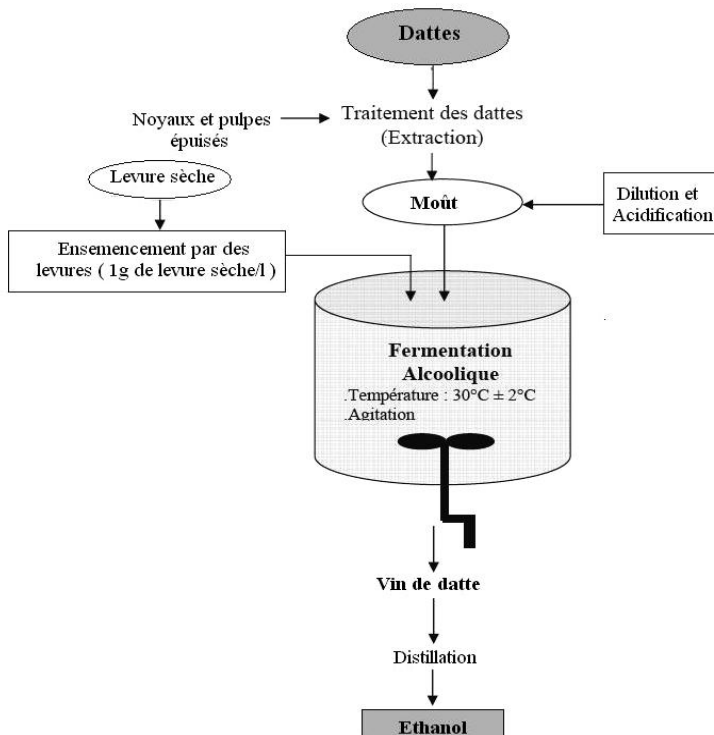 Dattes
Noyaux et pulpes
épuisés
Traitement des dattes
(Extraction)
Levure sèche
Moût
Dilution et
Acidification
Ensemencement par des
levures ( 1g de levure sèche/l )
Fermentation
Alcoolique
.Température : 30°C ± 2°C
.Agitation
Vin de datte
Distillation
Ethanol